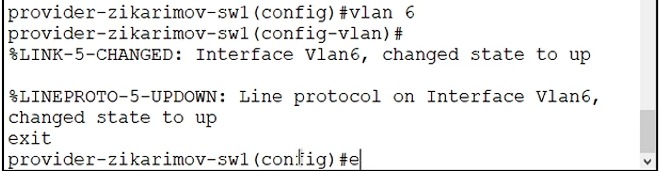 provider-zikarimov-sw1(config)#vlan 6
provider-zikarimov-sw1(config-vlan)#
%LINK-5-CHANGED: Interface Vlan6, changed state to up
%LINEPROTO-5-UPDOWN: Line protocol on Interface Vlan6,
changed state to up
exit
provider-zikarimov-sw1(config)#e